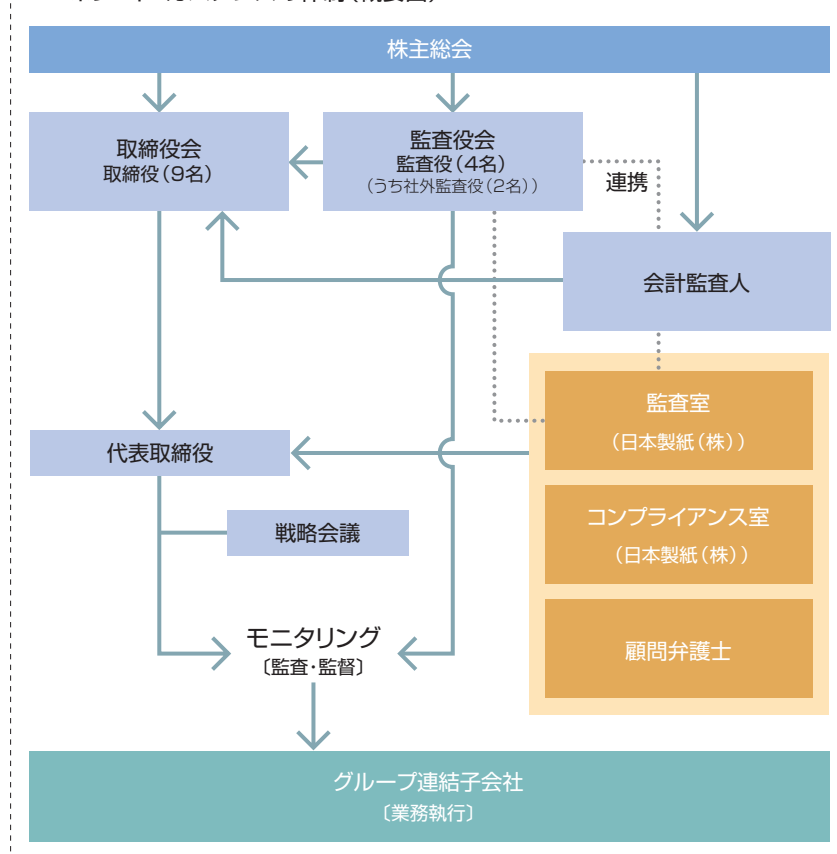 株主総会
取締役会
取締役(9名)
監査役会
監査役(4名)
(うち社外監査役(2名))
連携
会計監査人
監査室
(日本製紙(株))
代表取締役
コンプライアンス室
(日本製紙(株))
戦略会議
顧問弁護士
モニタリング
〔監査・監督〕
グループ連結子会社
〔業務執行〕